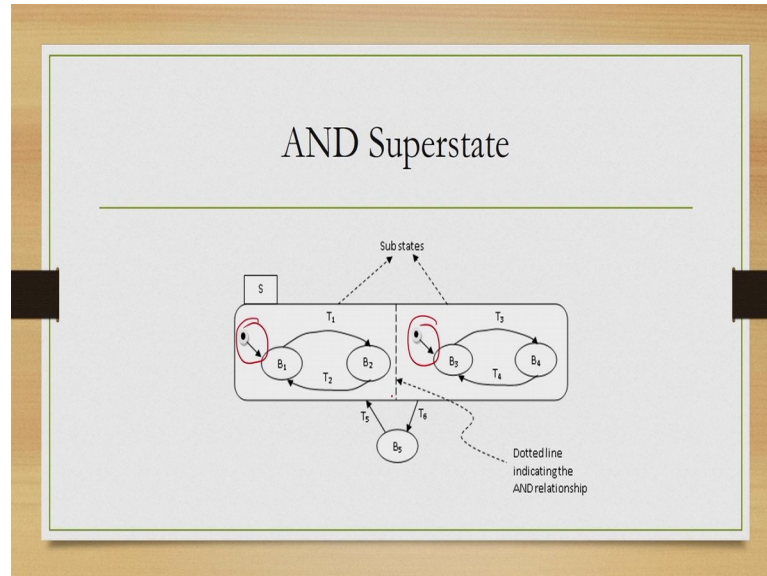 AND Superstate
Sub states
S
T₁
T₃
B₁
B₂
B₃
B₄
T₂
T₄
T₅
T₆
B₅
Dotted line
indicating the
AND relationship